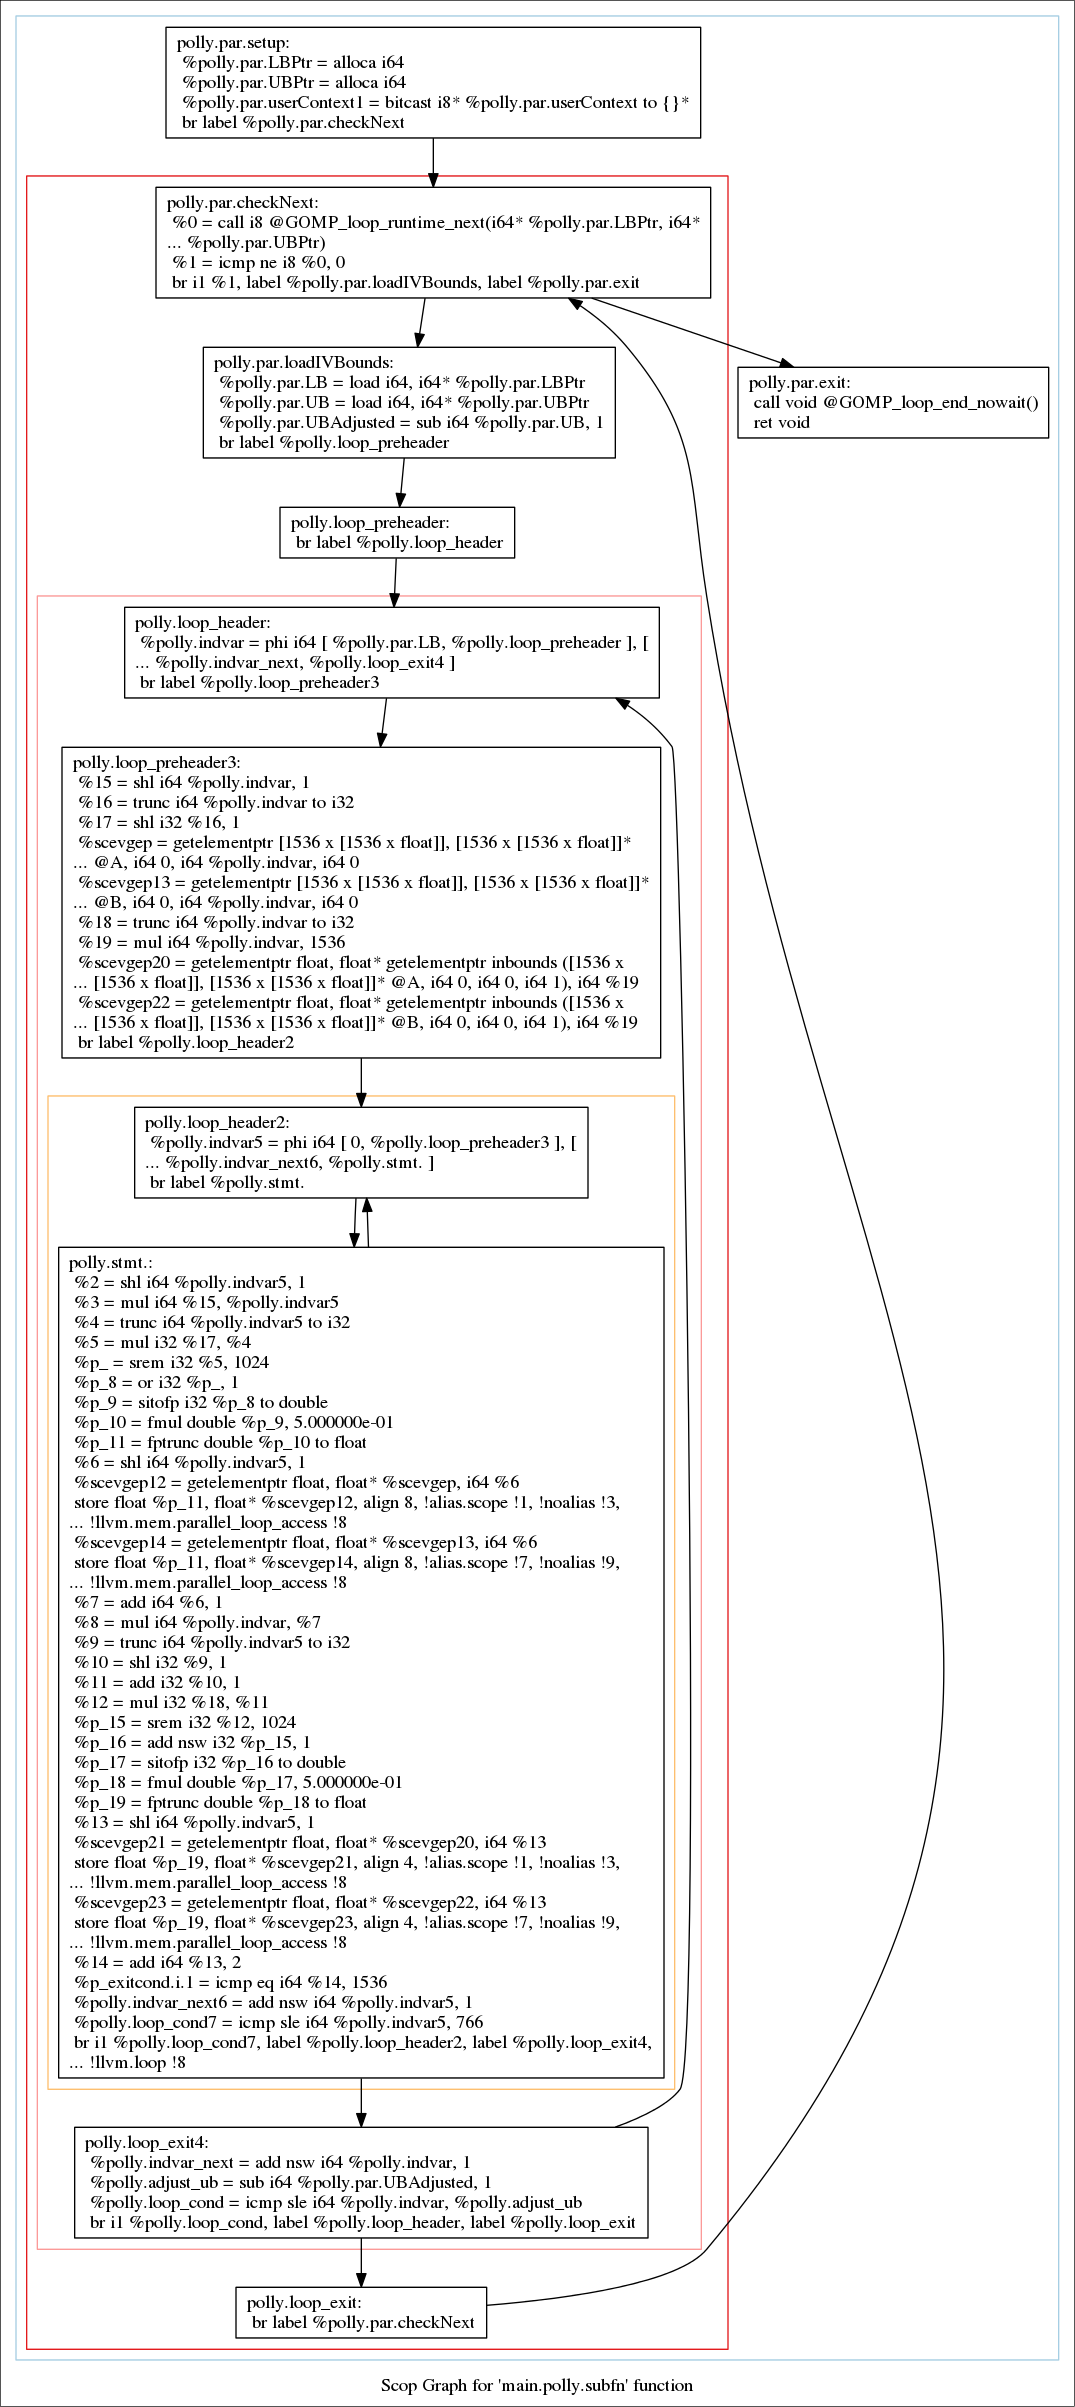 polly.par.setup:
%polly.par.LBPtr = alloca i64
%polly.par.UBPtr = alloca i64
%polly.par.userContext1 = bitcast i8* %polly.par.userContext to {}*
br label %polly.par.checkNext
polly.par.checkNext:
%0 = call i8 @GOMP_loop_runtime_next(i64* %polly.par.LBPtr, i64*
... %polly.par.UBPtr)
%1 = icmp ne i8 %0, 0
br i1 %1, label %polly.par.loadIVBounds, label %polly.par.exit
polly.par.loadIVBounds:
%polly.par.LB = load i64, i64* %polly.par.LBPtr
%polly.par.UB = load i64, i64* %polly.par.UBPtr
%polly.par.UBAdjusted = sub i64 %polly.par.UB, 1
br label %polly.loop_preheader
polly.par.exit:
call void @GOMP_loop_end_nowait()
ret void
polly.loop_preheader:
br label %polly.loop_header
polly.loop_header:
%polly.indvar = phi i64 [ %polly.par.LB, %polly.loop_preheader ], [
... %polly.indvar_next, %polly.loop_exit4 ]
br label %polly.loop_preheader3
polly.loop_preheader3:
%15 = shl i64 %polly.indvar, 1
%16 = trunc i64 %polly.indvar to i32
%17 = shl i32 %16, 1
%scevgep = getelementptr [1536 x [1536 x float]], [1536 x [1536 x float]]*
... @A, i64 0, i64 %polly.indvar, i64 0
%scevgep13 = getelementptr [1536 x [1536 x float]], [1536 x [1536 x float]]*
... @B, i64 0, i64 %polly.indvar, i64 0
%18 = trunc i64 %polly.indvar to i32
%19 = mul i64 %polly.indvar, 1536
%scevgep20 = getelementptr float, float* getelementptr inbounds ([1536 x
... [1536 x float]], [1536 x [1536 x float]]* @A, i64 0, i64 0, i64 1), i64 %19
%scevgep22 = getelementptr float, float* getelementptr inbounds ([1536 x
... [1536 x float]], [1536 x [1536 x float]]* @B, i64 0, i64 0, i64 1), i64 %19
br label %polly.loop_header2
polly.loop_header2:
%polly.indvar5 = phi i64 [ 0, %polly.loop_preheader3 ], [
... %polly.indvar_next6, %polly.stmt. ]
br label %polly.stmt.
polly.stmt.:
%2 = shl i64 %polly.indvar5, 1
%3 = mul i64 %15, %polly.indvar5
%4 = trunc i64 %polly.indvar5 to i32
%5 = mul i32 %17, %4
%p_ = srem i32 %5, 1024
%p_8 = or i32 %p_, 1
%p_9 = sitofp i32 %p_8 to double
%p_10 = fmul double %p_9, 5.000000e-01
%p_11 = fptrunc double %p_10 to float
%6 = shl i64 %polly.indvar5, 1
%scevgep12 = getelementptr float, float* %scevgep, i64 %6
store float %p_11, float* %scevgep12, align 8, !alias.scope !1, !noalias !3,
... !llvm.mem.parallel_loop_access !8
%scevgep14 = getelementptr float, float* %scevgep13, i64 %6
store float %p_11, float* %scevgep14, align 8, !alias.scope !7, !noalias !9,
... !llvm.mem.parallel_loop_access !8
%7 = add i64 %6, 1
%8 = mul i64 %polly.indvar, %7
%9 = trunc i64 %polly.indvar5 to i32
%10 = shl i32 %9, 1
%11 = add i32 %10, 1
%12 = mul i32 %18, %11
%p_15 = srem i32 %12, 1024
%p_16 = add nsw i32 %p_15, 1
%p_17 = sitofp i32 %p_16 to double
%p_18 = fmul double %p_17, 5.000000e-01
%p_19 = fptrunc double %p_18 to float
%13 = shl i64 %polly.indvar5, 1
%scevgep21 = getelementptr float, float* %scevgep20, i64 %13
store float %p_19, float* %scevgep21, align 4, !alias.scope !1, !noalias !3,
... !llvm.mem.parallel_loop_access !8
%scevgep23 = getelementptr float, float* %scevgep22, i64 %13
store float %p_19, float* %scevgep23, align 4, !alias.scope !7, !noalias !9,
... !llvm.mem.parallel_loop_access !8
%14 = add i64 %13, 2
%p_exitcond.i.1 = icmp eq i64 %14, 1536
%polly.indvar_next6 = add nsw i64 %polly.indvar5, 1
%polly.loop_cond7 = icmp sle i64 %polly.indvar5, 766
br i1 %polly.loop_cond7, label %polly.loop_header2, label %polly.loop_exit4,
... !llvm.loop !8
polly.loop_exit4:
%polly.indvar_next = add nsw i64 %polly.indvar, 1
%polly.adjust_ub = sub i64 %polly.par.UBAdjusted, 1
%polly.loop_cond = icmp sle i64 %polly.indvar, %polly.adjust_ub
br i1 %polly.loop_cond, label %polly.loop_header, label %polly.loop_exit
polly.loop_exit:
br label %polly.par.checkNext
Scop Graph for 'main.polly.subfn' function